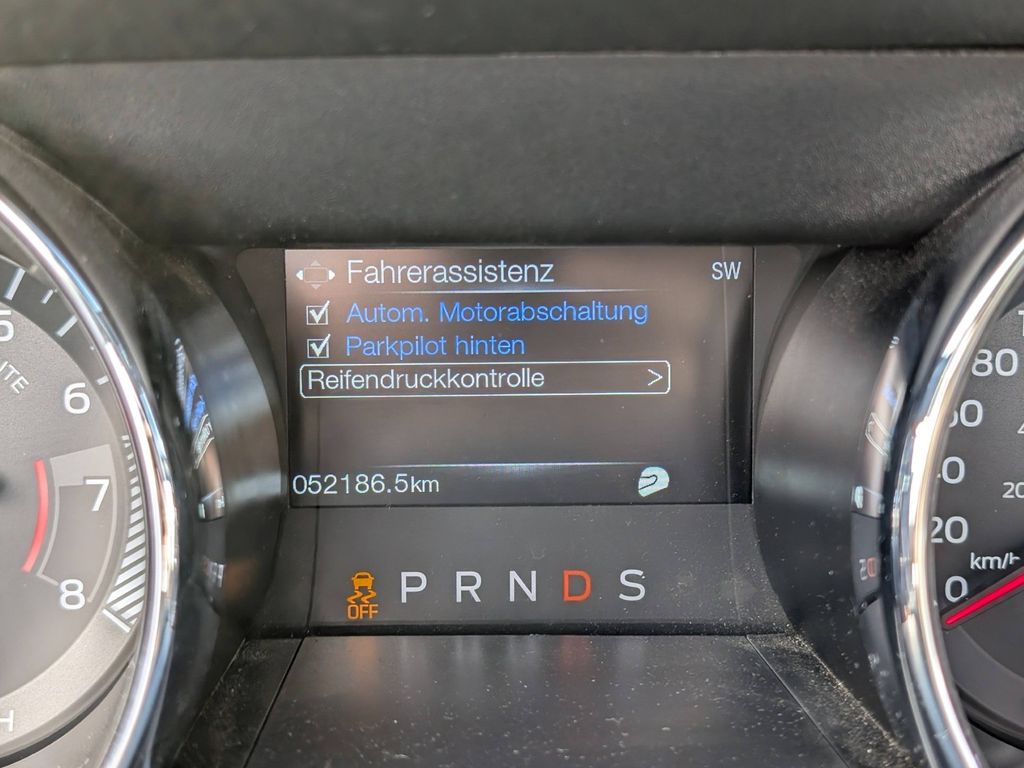 Fahrerassistenz SW
Autom. Motorabschaltung
Parkpilot hinten
Reifendruckkontrolle >
052186.5km
OFF P R N D S
6
7
8
H
80
20
0
km/h